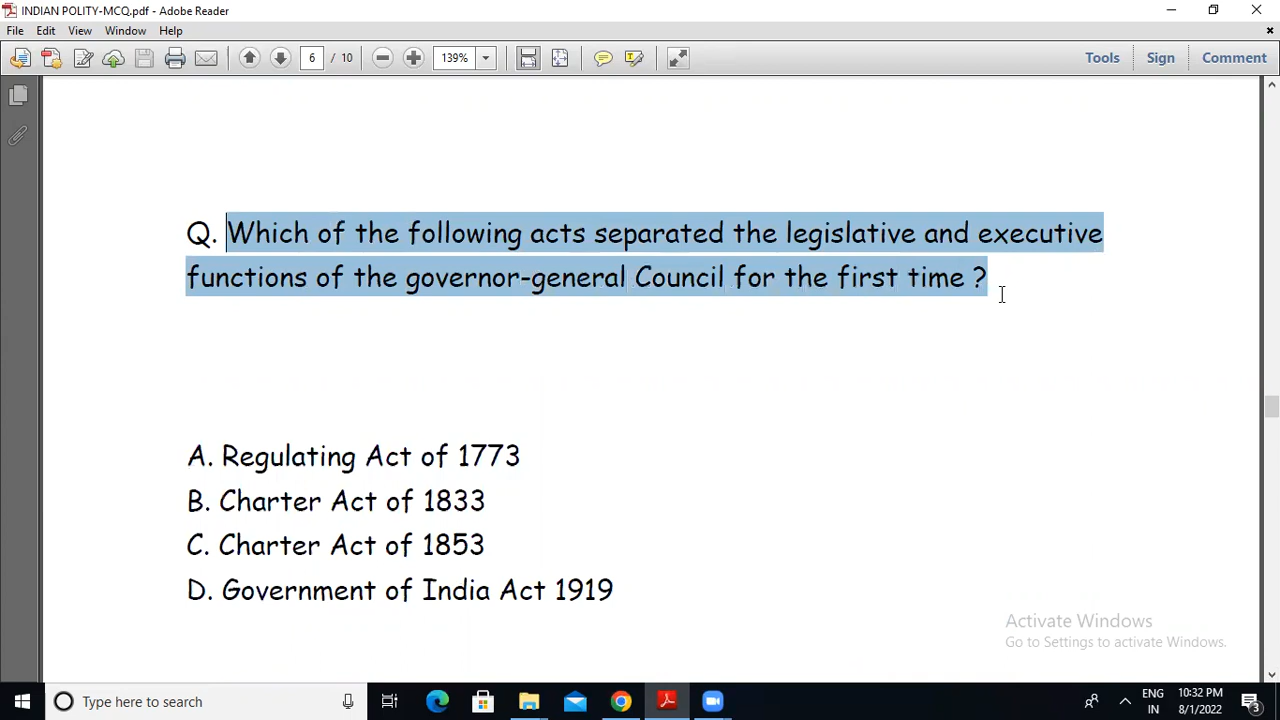 INDIAN POLITY-MCQ.pdf - Adobe Reader
File Edit View Window Help
6 / 10 139% Tools Sign Comment
Q. Which of the following acts separated the legislative and executive
functions of the governor-general Council for the first time ?
A. Regulating Act of 1773
B. Charter Act of 1833
C. Charter Act of 1853
D. Government of India Act 1919
Activate Windows
Go to Settings to activate Windows.
Type here to search
ENG 10:32 PM
IN 8/1/2022 3